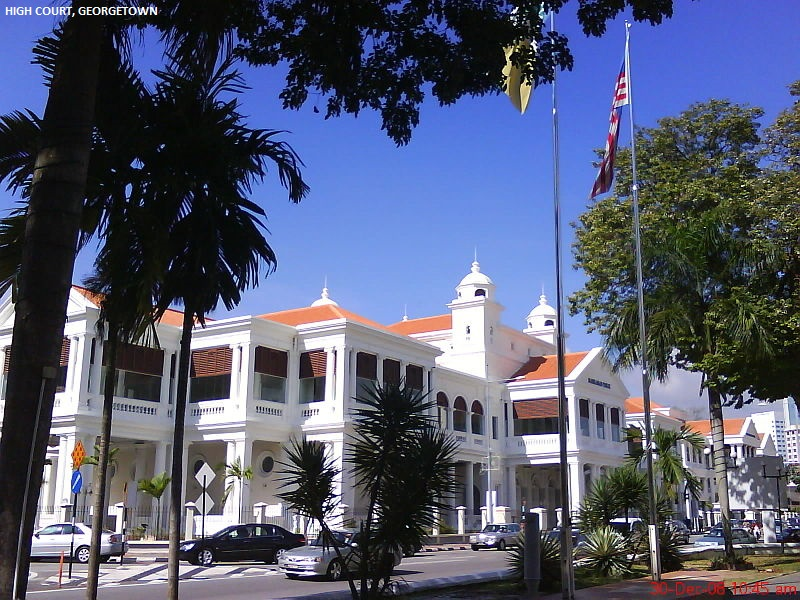 HIGH COURT, GEORGETOWN
30-Dec-08 10:45 am